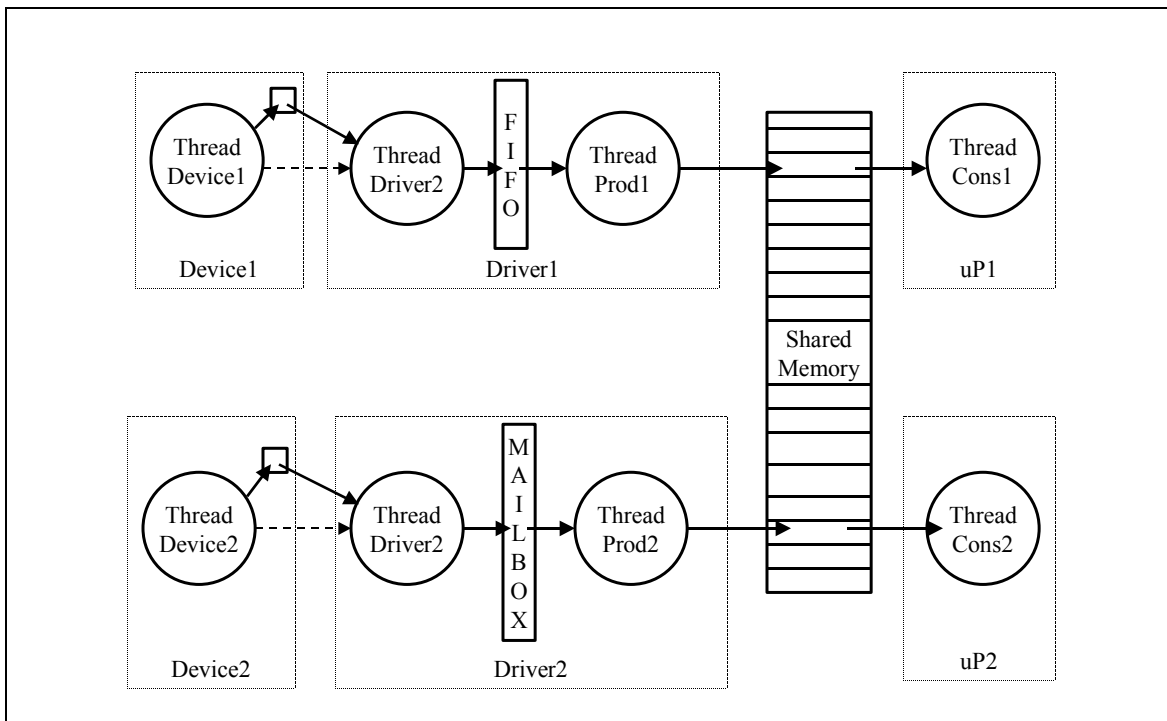 Thread
Device1
Thread
Driver2
F
I
F
O
Thread
Prod1
Thread
Cons1
Device1
Driver1
uP1
Shared
Memory
Thread
Device2
Thread
Driver2
M
A
I
L
B
O
X
Thread
Prod2
Thread
Cons2
Device2
Driver2
uP2